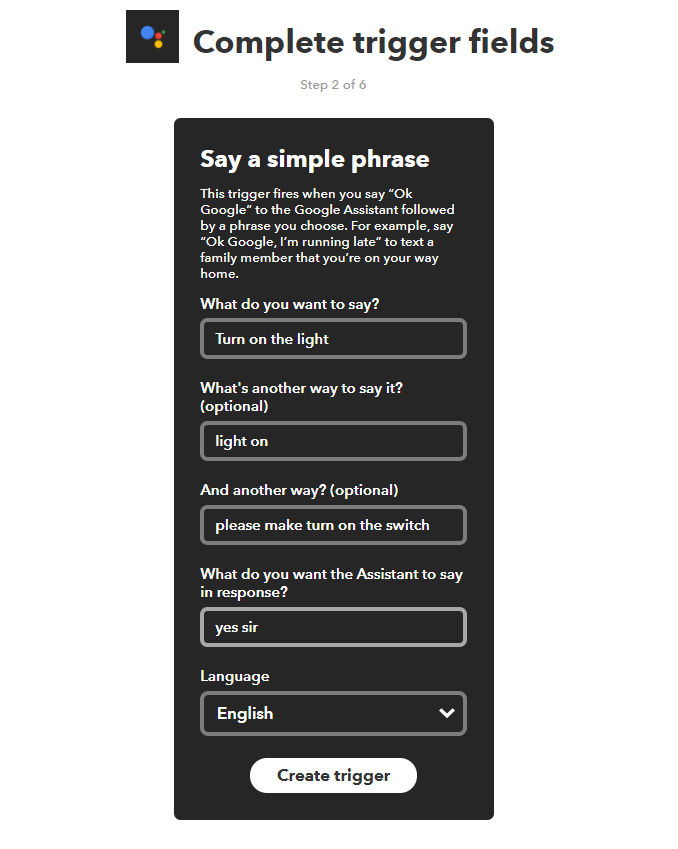 Complete trigger fields
Step 2 of 6
Say a simple phrase
This trigger fires when you say “Ok
Google” to the Google Assistant followed
by a phrase you choose. For example, say
“Ok Google, I’m running late” to text a
family member that you’re on your way
home.
What do you want to say?
Turn on the light
What's another way to say it?
(optional)
light on
And another way? (optional)
please make turn on the switch
What do you want the Assistant to say
in response?
yes sir
Language
English
Create trigger